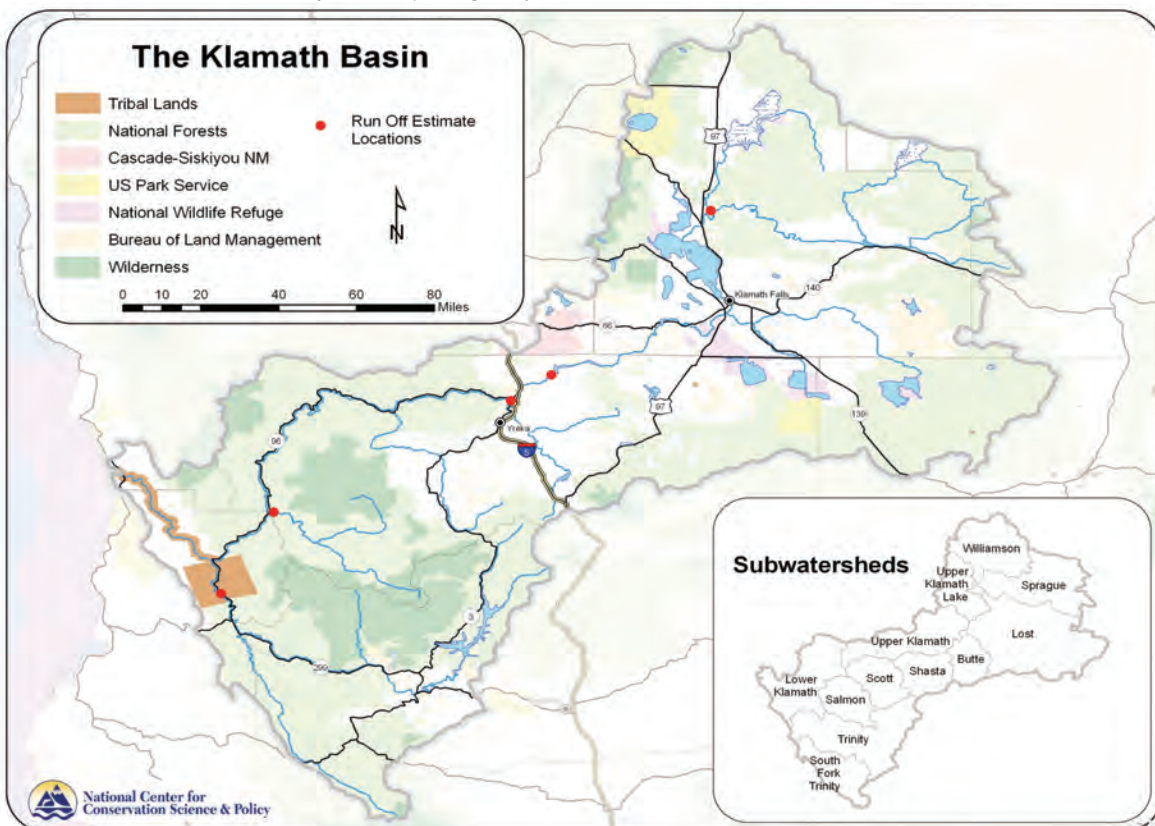 The Klamath Basin
Tribal Lands
National Forests
Cascade-Siskiyou NM
US Park Service
National Wildlife Refuge
Bureau of Land Management
Wilderness
Run Off Estimate
Locations
N
0 10 20 40 60 80
Miles
97
Klamath Falls
140
66
97
139
Yreka
5
96
3
299
Subwatersheds
Williamson
Upper
Klamath
Lake
Sprague
Lost
Upper Klamath
Butte
Shasta
Scott
Lower
Klamath
Salmon
Trinity
South
Fork
Trinity
National Center for
Conservation Science & Policy